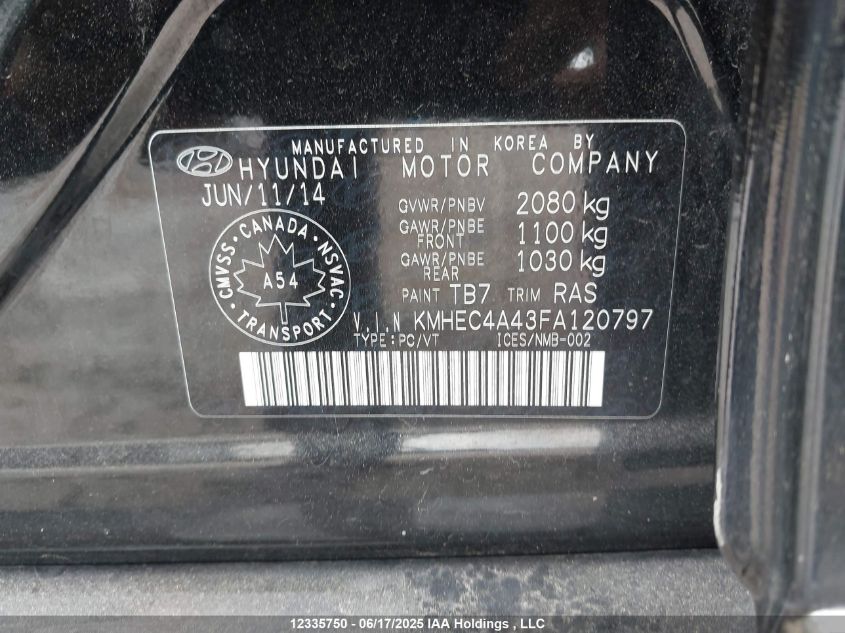 MANUFACTURED IN KOREA BY
HYUNDAI MOTOR COMPANY
JUN/11/14
GVWR/PNBV 2080 kg
GAWR/PNBE FRONT 1100 kg
GAWR/PNBE REAR 1030 kg
CMVSS · CANADA · NSVAC
A54
TRANSPORT
PAINT TB7 TRIM RAS
V.I.N KMHEC4A43FA120797
TYPE:PC/VT ICES/NMB-002
12335750 - 06/17/2025 IAA Holdings, LLC